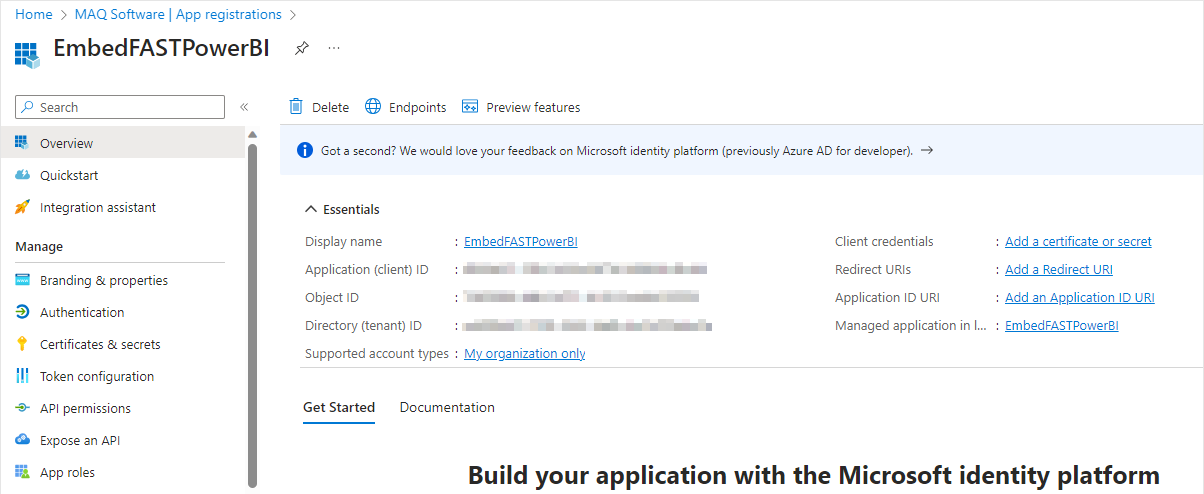 Home > MAQ Software | App registrations >
EmbedFASTPowerBI
Search
«
Overview
Quickstart
Integration assistant
Manage
Branding & properties
Authentication
Certificates & secrets
Token configuration
API permissions
Expose an API
App roles
Delete Endpoints Preview features
Got a second? We would love your feedback on Microsoft identity platform (previously Azure AD for developer). →
Essentials
Display name : EmbedFASTPowerBI
Application (client) ID :
Object ID :
Directory (tenant) ID :
Supported account types : My organization only
Client credentials : Add a certificate or secret
Redirect URIs : Add a Redirect URI
Application ID URI : Add an Application ID URI
Managed application in l... : EmbedFASTPowerBI
Get Started Documentation
Build your application with the Microsoft identity platform